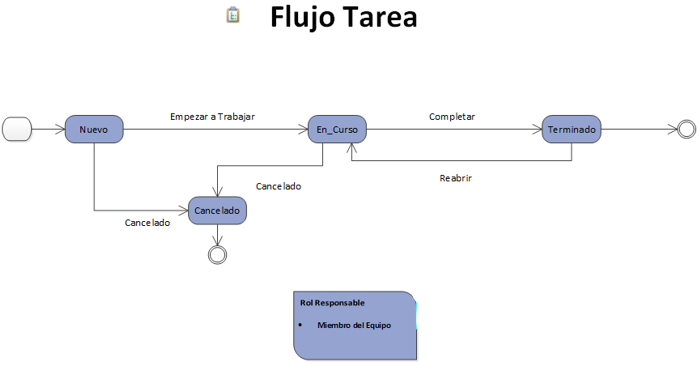 Flujo Tarea
Empezar a Trabajar
Completar
Nuevo
En_Curso
Terminado
Reabrir
Cancelado
Cancelado
Cancelado
Rol Responsable
• Miembro del Equipo